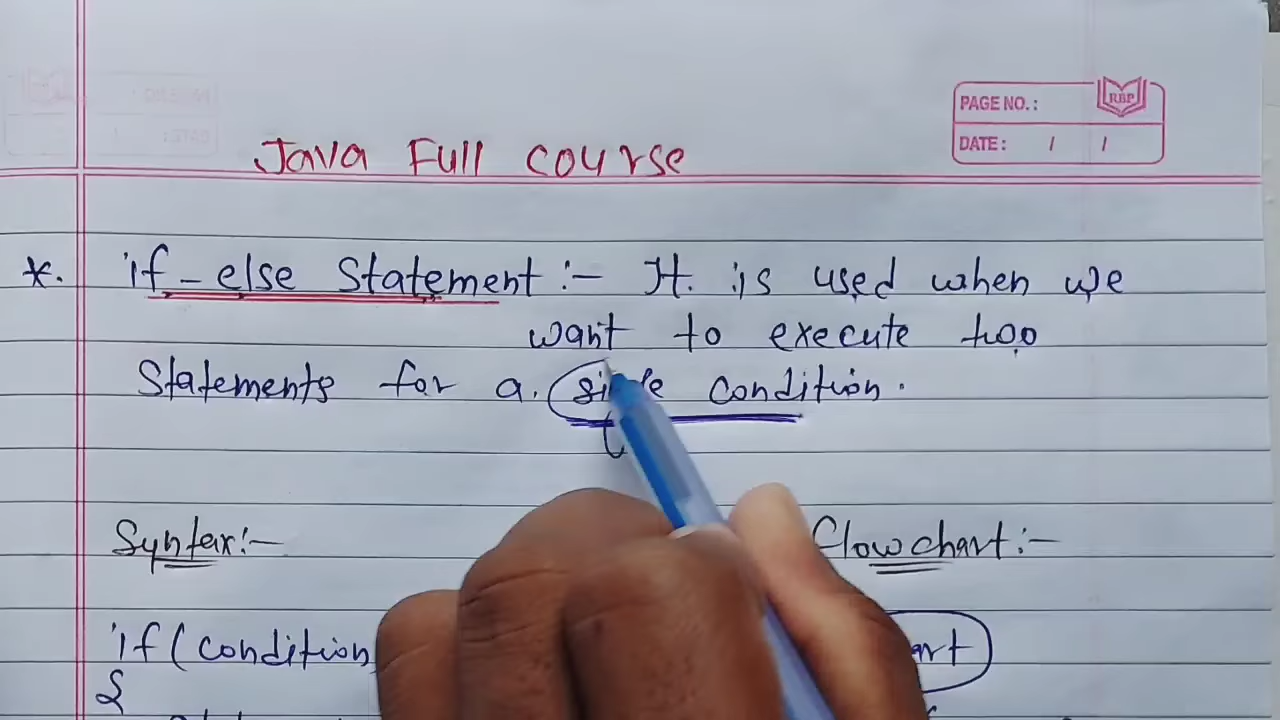 PAGE NO.:
RBP
DATE: / /
Java Full course
*. if-else Statement:- It is used when we
want to execute two
Statements for a. condition.
Syntax:- flowchart:-
if(condition
{